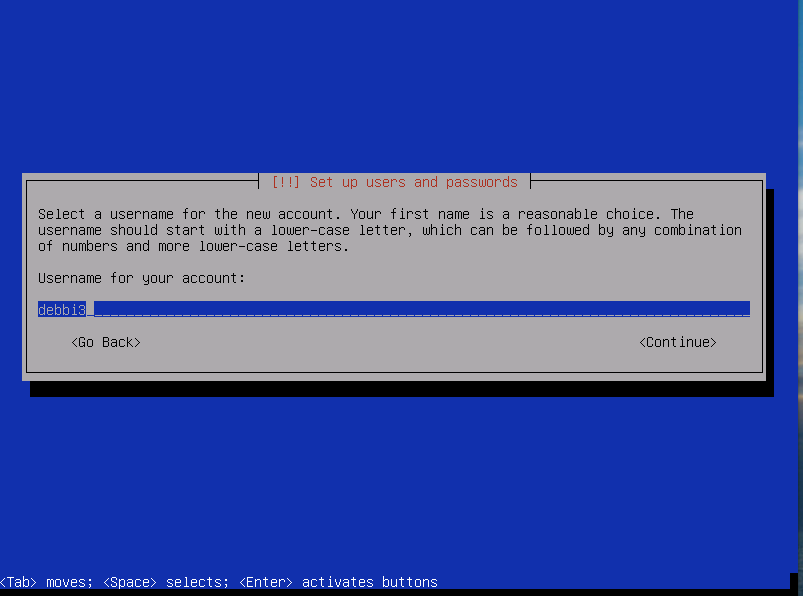 [!!] Set up users and passwords
Select a username for the new account. Your first name is a reasonable choice. The
username should start with a lower-case letter, which can be followed by any combination
of numbers and more lower-case letters.
Username for your account:
debbi3
<Go Back> <Continue>
<Tab> moves; <Space> selects; <Enter> activates buttons